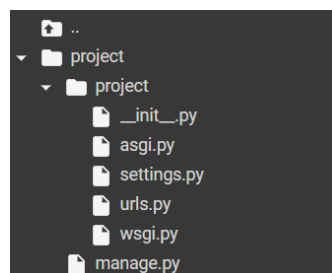 ..
project
project
__init__.py
asgi.py
settings.py
urls.py
wsgi.py
manage.py